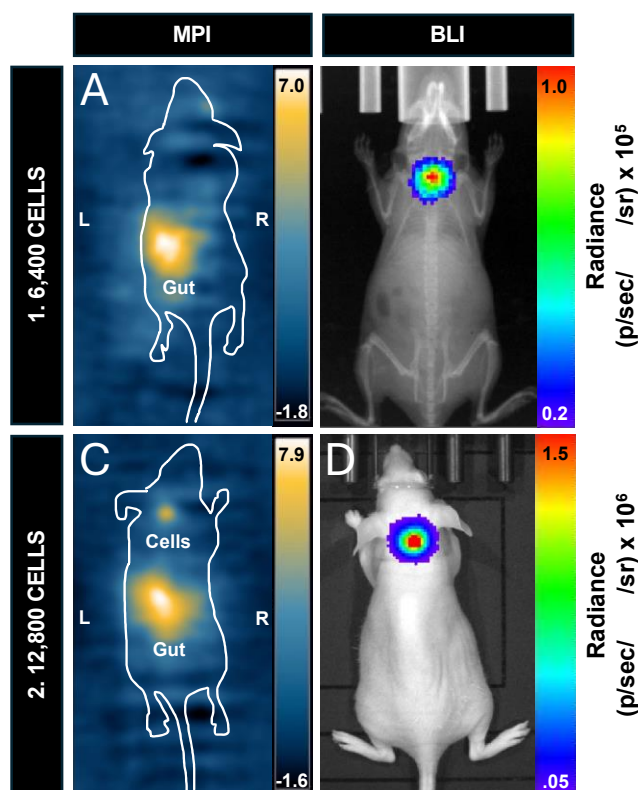 MPI
BLI
1. 6,400 CELLS
A
7.0
L
R
Gut
-1.8
1.0
0.2
Radiance
(p/sec/ /sr) x 10⁵
2. 12,800 CELLS
C
7.9
Cells
L
R
Gut
-1.6
D
1.5
.05
Radiance
(p/sec/ /sr) x 10⁶